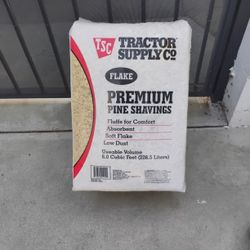 TSC
TRACTOR
SUPPLY CO
FLAKE
PREMIUM
PINE SHAVINGS
Fluffs for Comfort
Absorbent
Soft Flake
Low Dust
Useable Volume
8.0 Cubic Feet (226.5 Liters)